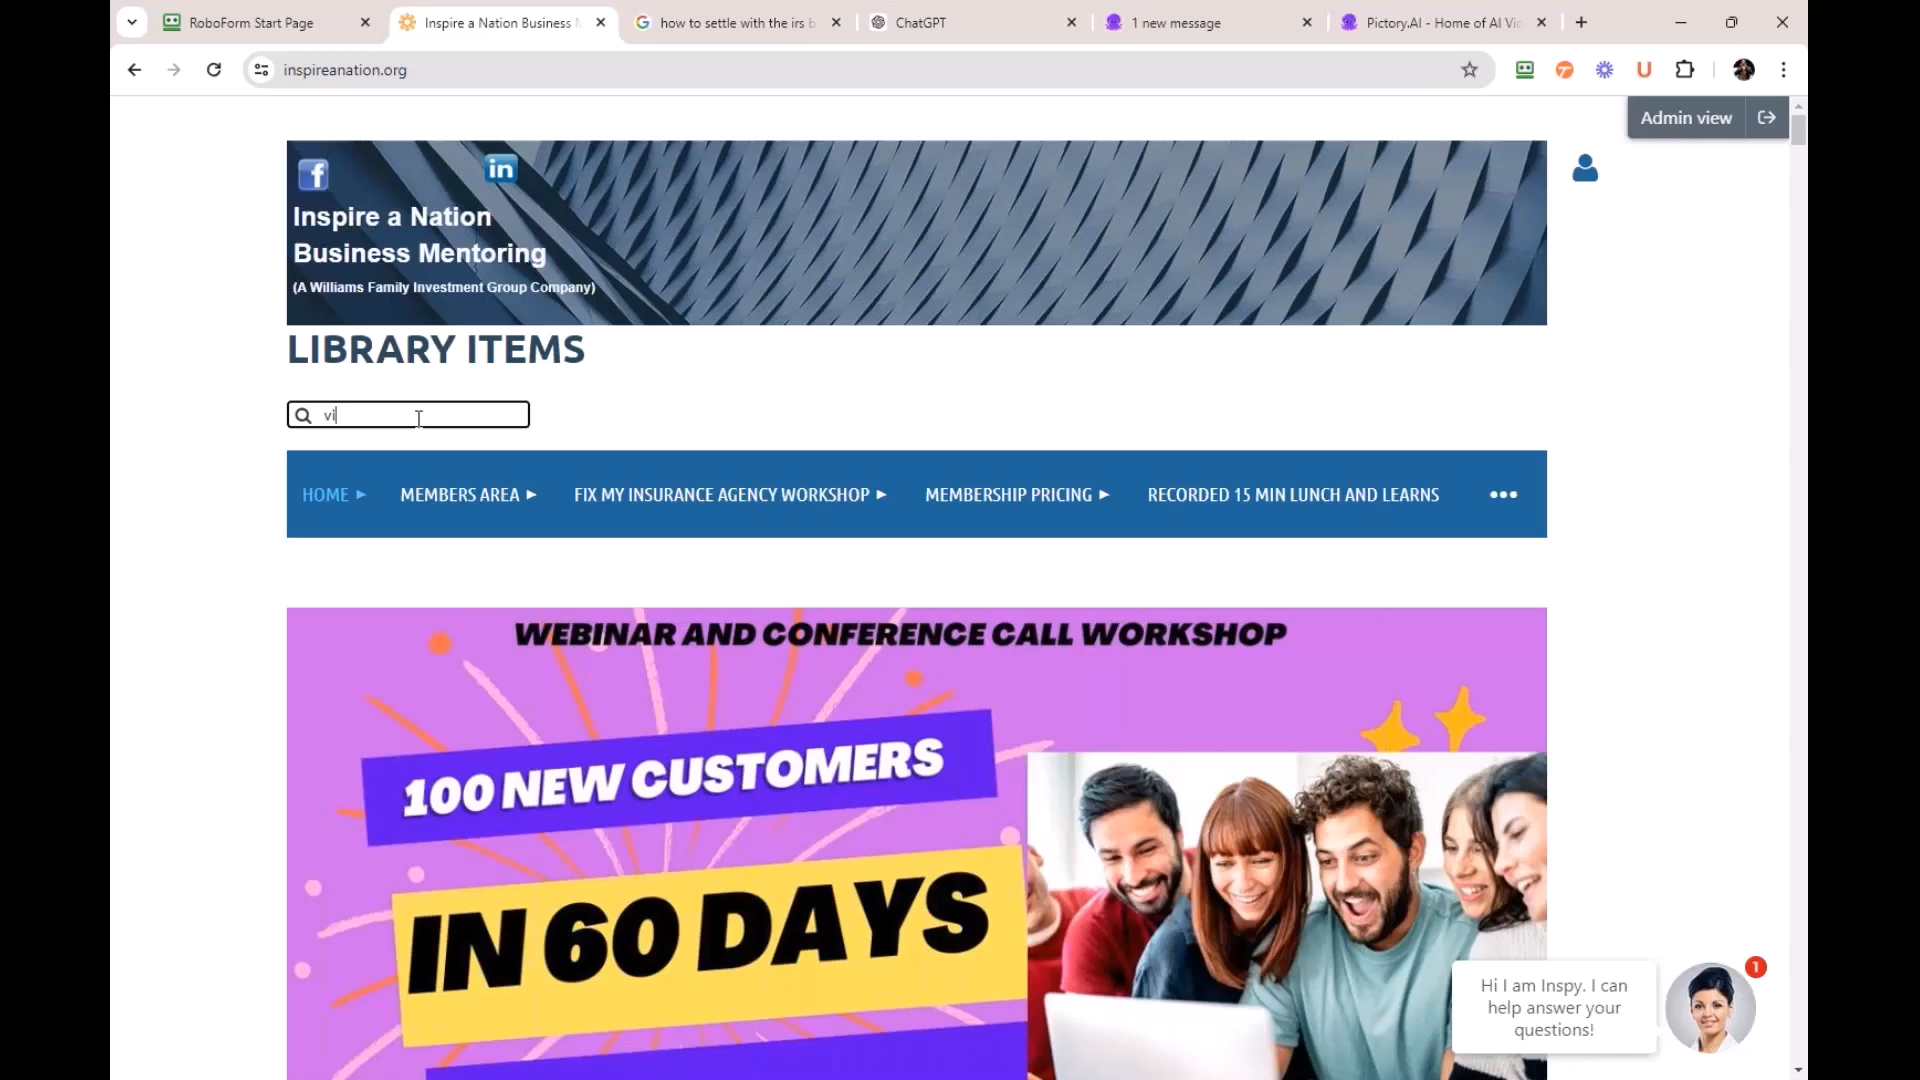 RoboForm Start Page
Inspire a Nation Business
how to settle with the irs b
ChatGPT
1 new message
Pictory.AI - Home of AI Vi
inspireanation.org
Admin view
Inspire a Nation
Business Mentoring
(A Williams Family Investment Group Company)
LIBRARY ITEMS
vi
HOME
MEMBERS AREA
FIX MY INSURANCE AGENCY WORKSHOP
MEMBERSHIP PRICING
RECORDED 15 MIN LUNCH AND LEARNS
WEBINAR AND CONFERENCE CALL WORKSHOP
100 NEW CUSTOMERS
IN 60 DAYS
1
Hi I am Inspy. I can
help answer your
questions!